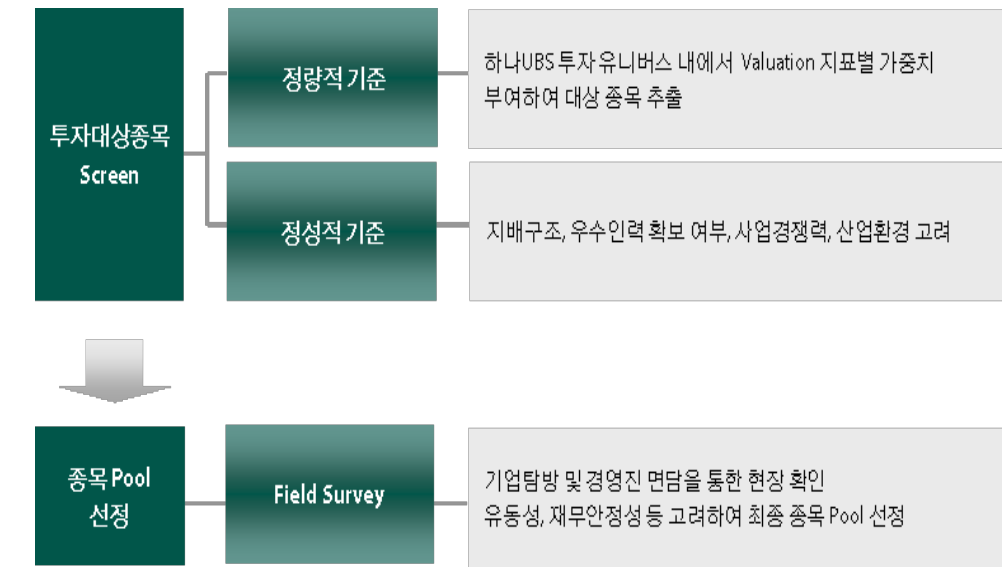 투자대상종목
Screen
정량적 기준
하나UBS 투자 유니버스 내에서 Valuation 지표별 가중치
부여하여 대상 종목 추출
정성적 기준
지배구조, 우수인력 확보 여부, 사업경쟁력, 산업환경 고려
종목 Pool
선정
Field Survey
기업탐방 및 경영진 면담을 통한 현장 확인
유동성, 재무안정성 등 고려하여 최종 종목 Pool 선정